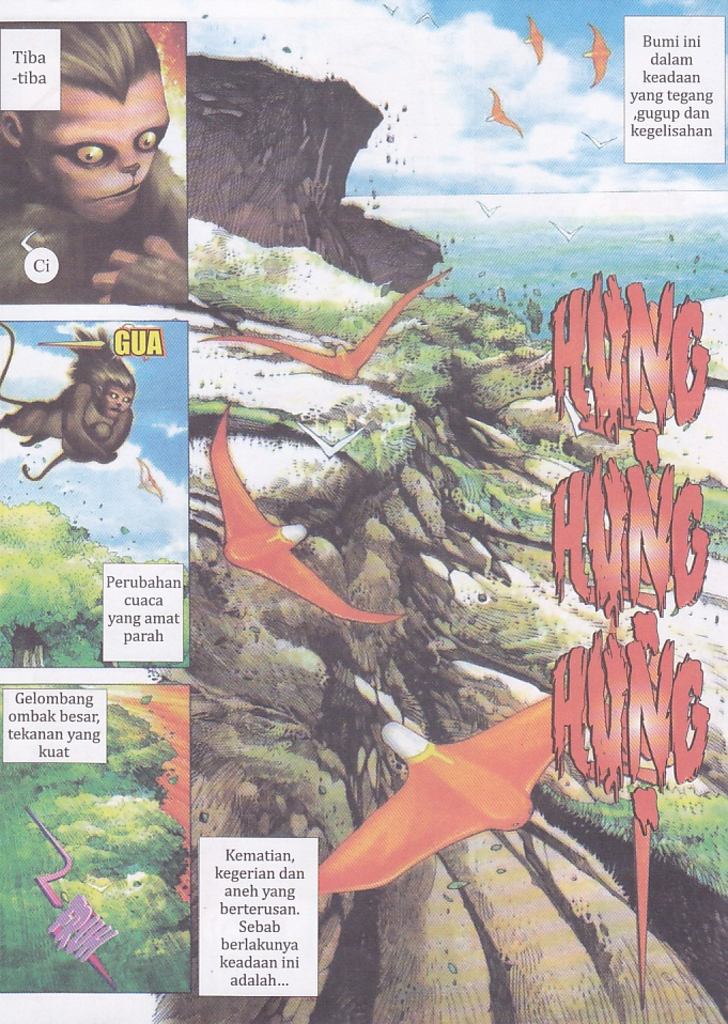 Tiba
-tiba
Ci
GUA
Perubahan
cuaca
yang amat
parah
Gelombang
ombak besar,
tekanan yang
kuat
Bumi ini
dalam
keadaan
yang tegang
,gugup dan
kegelisahan
HUNG
HUNG
HUNG
Kematian,
kegerian dan
aneh yang
berterusan.
Sebab
berlakunya
keadaan ini
adalah...